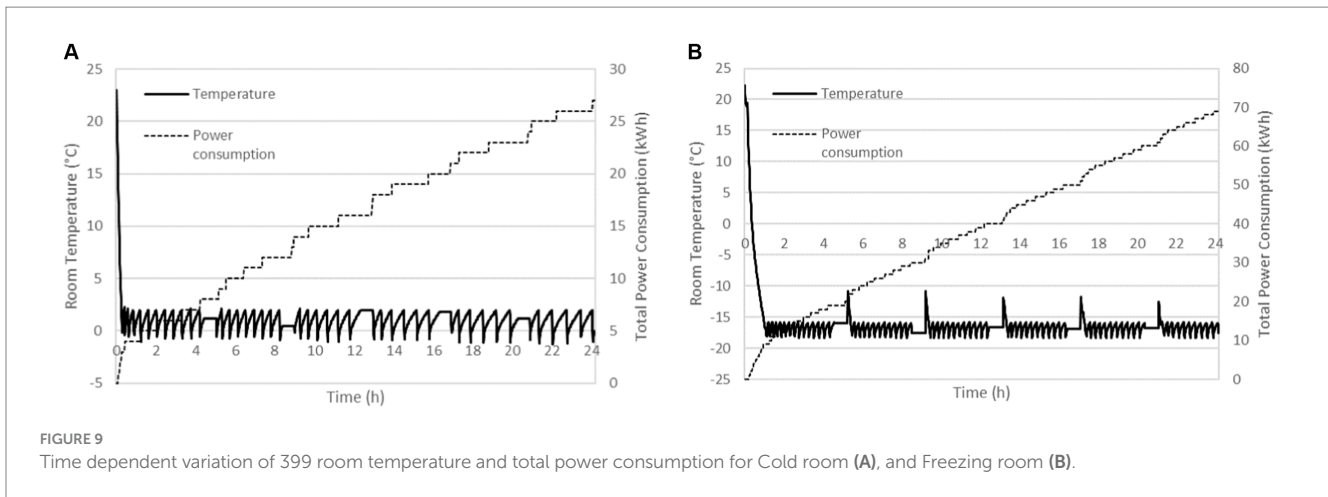 A
25
20
15
10
5
0
-5
Room Temperature (°C)
Temperature
Power
consumption
30
25
20
15
10
5
0
Total Power Consumption (kWh)
0 2 4 6 8 10 12 14 16 18 20 22 24
Time (h)
B
25
20
15
10
5
0
-5
-10
-15
-20
-25
Room Temperature (°C)
Temperature
Power
consumption
80
70
60
50
40
30
20
10
0
Total Power Consumption (kWh)
0 2 4 6 8 10 12 14 16 18 20 22 24
Time (h)
FIGURE 9
Time dependent variation of 399 room temperature and total power consumption for Cold room (A), and Freezing room (B).